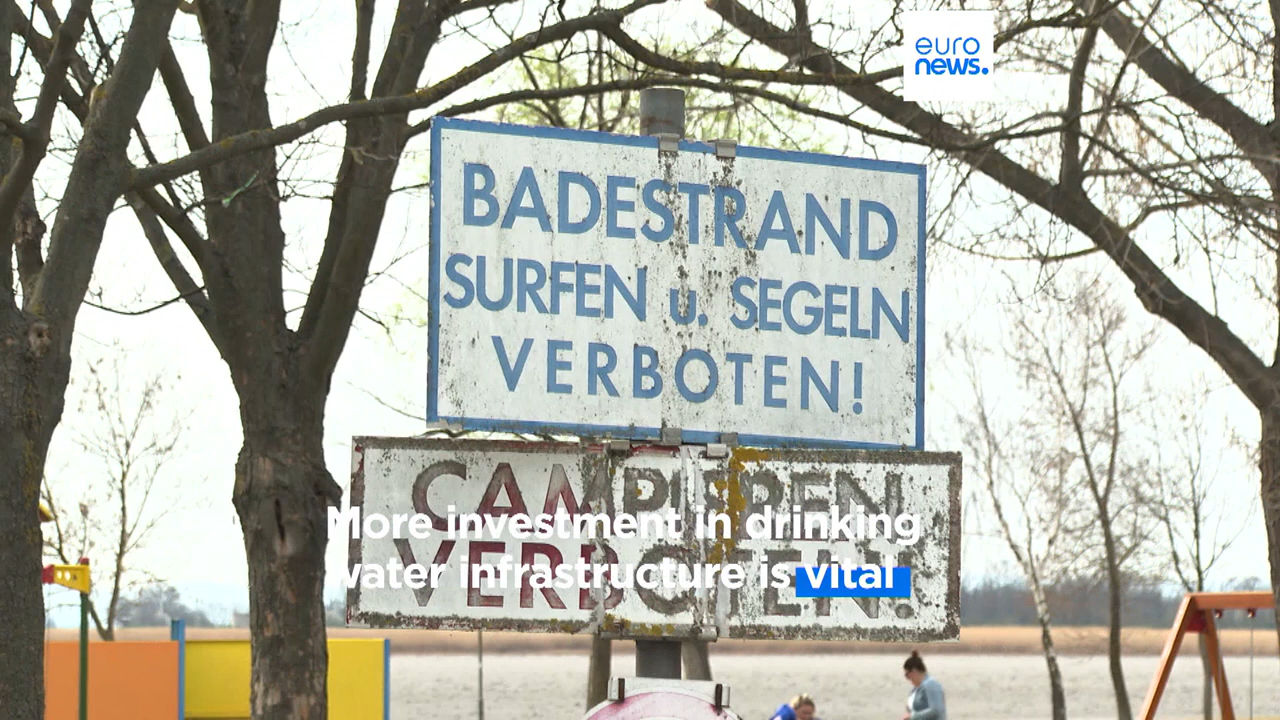 euro
news.
BADESTRAND
SURFEN u. SEGELN
VERBOTEN!
CAMPIEREN
VERBOTEN!
More investment in drinking
water infrastructure is vital